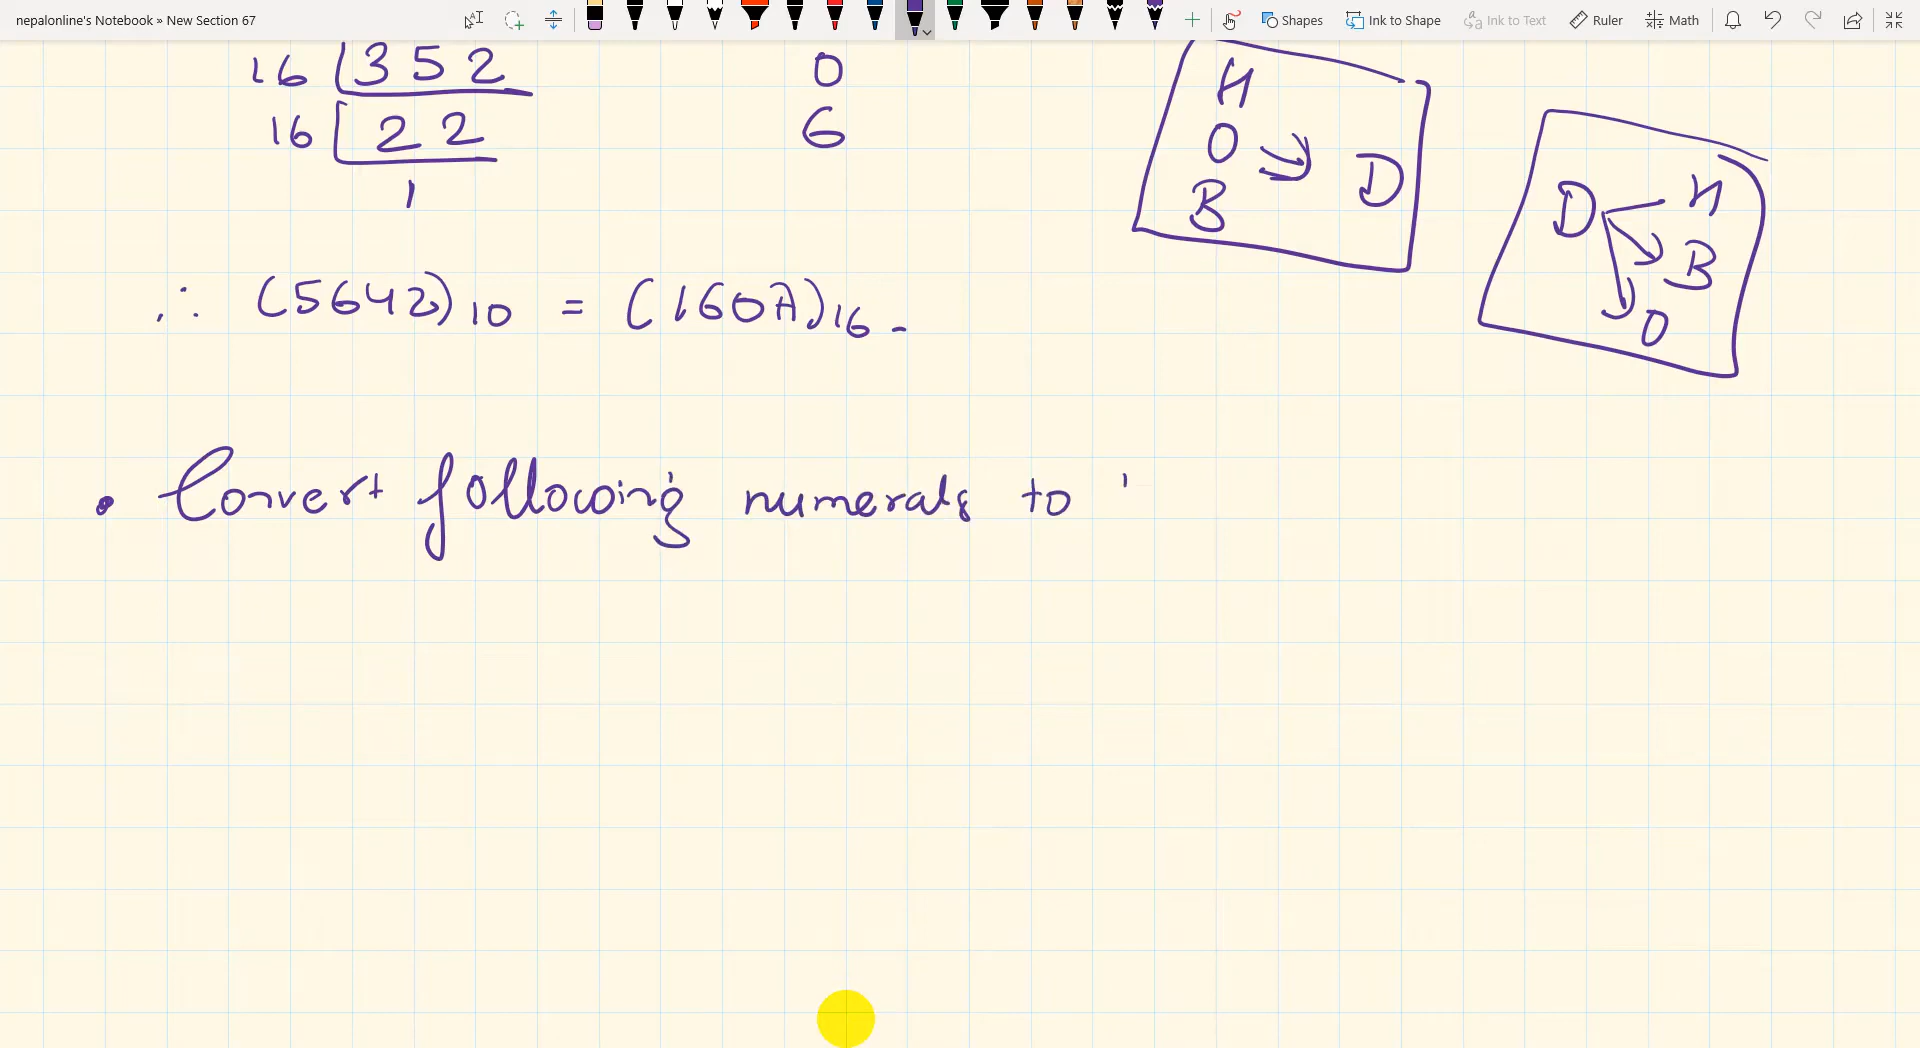 nepalonline's Notebook » New Section 67
Shapes
Ink to Shape
Ink to Text
Ruler
Math
16 352 0
16 22 6
1
H
O
B
D
D
H
B
O
∴ (5642)10 = (160A)16.
• Convert following numerals to '